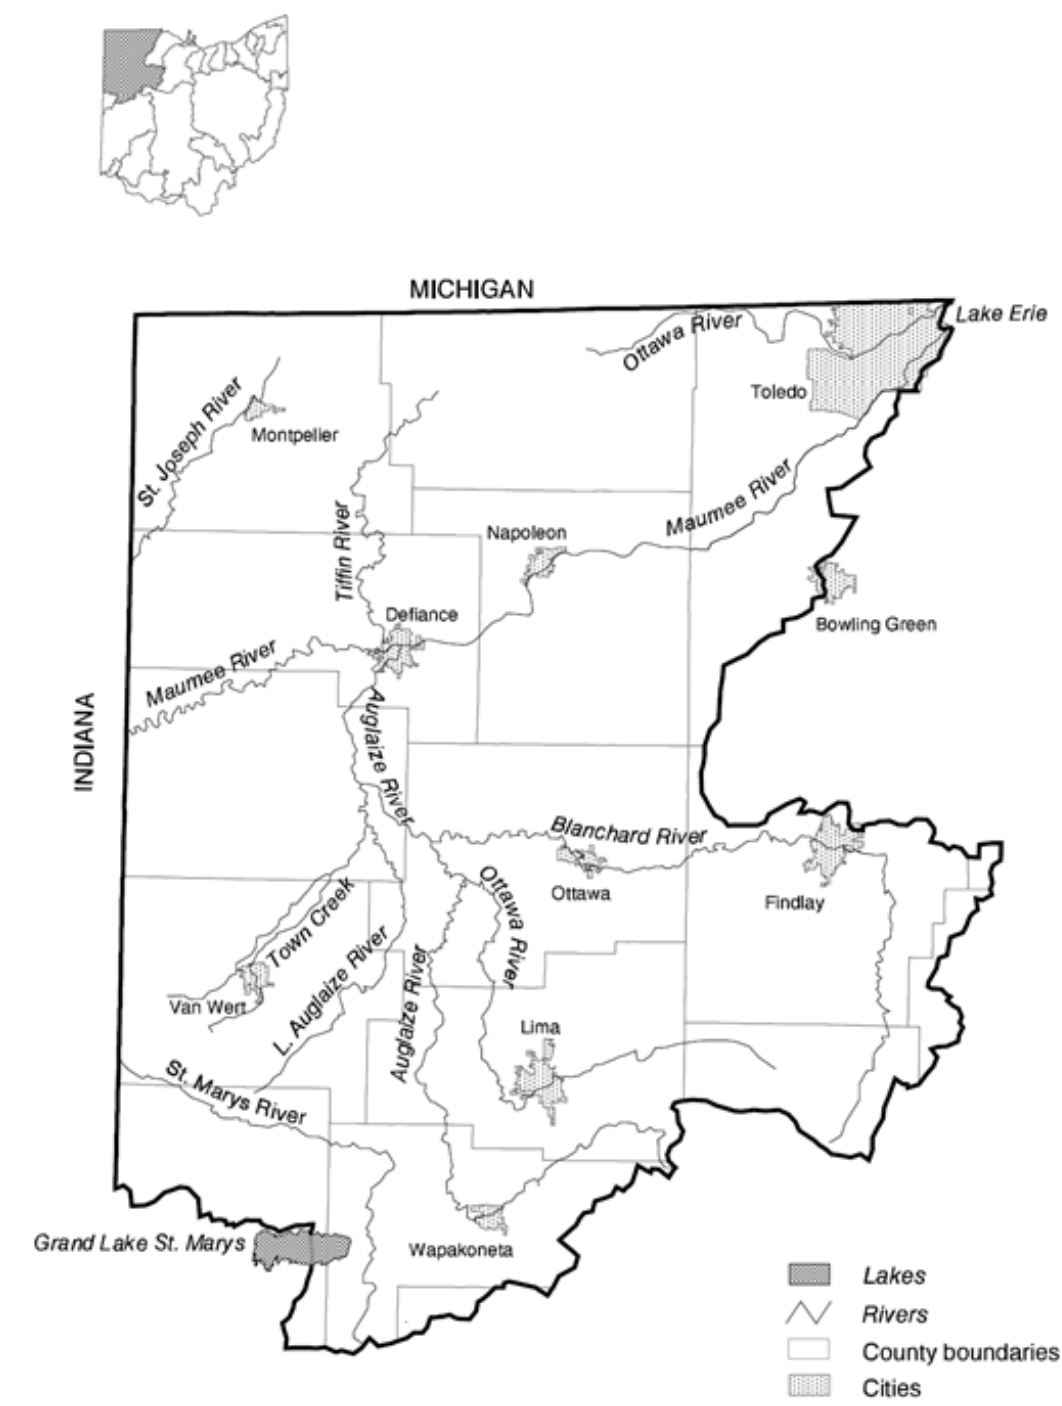 MICHIGAN
Lake Erie
Ottawa River
Toledo
St. Joseph River
Montpelier
Maumee River
Tiffin River
Napoleon
Defiance
Bowling Green
Maumee River
INDIANA
Auglaize River
Blanchard River
Ottawa
Ottawa River
Findlay
Town Creek
Van Wert
L. Auglaize River
Auglaize River
Lima
St. Marys River
Grand Lake St. Marys
Wapakoneta
Lakes
Rivers
County boundaries
Cities